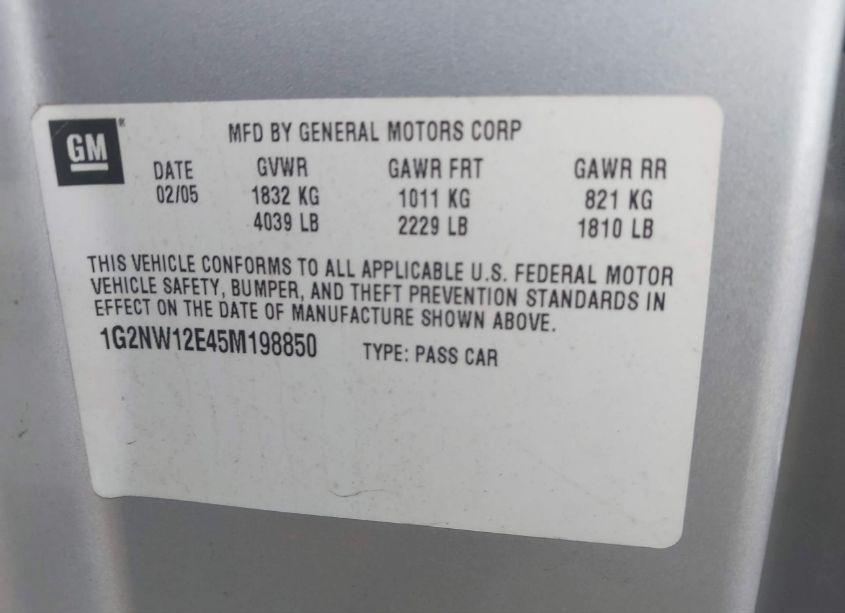 GM
MFD BY GENERAL MOTORS CORP
DATE GVWR GAWR FRT GAWR RR
02/05 1832 KG 1011 KG 821 KG
4039 LB 2229 LB 1810 LB
THIS VEHICLE CONFORMS TO ALL APPLICABLE U.S. FEDERAL MOTOR
VEHICLE SAFETY, BUMPER, AND THEFT PREVENTION STANDARDS IN
EFFECT ON THE DATE OF MANUFACTURE SHOWN ABOVE.
1G2NW12E45M198850 TYPE: PASS CAR